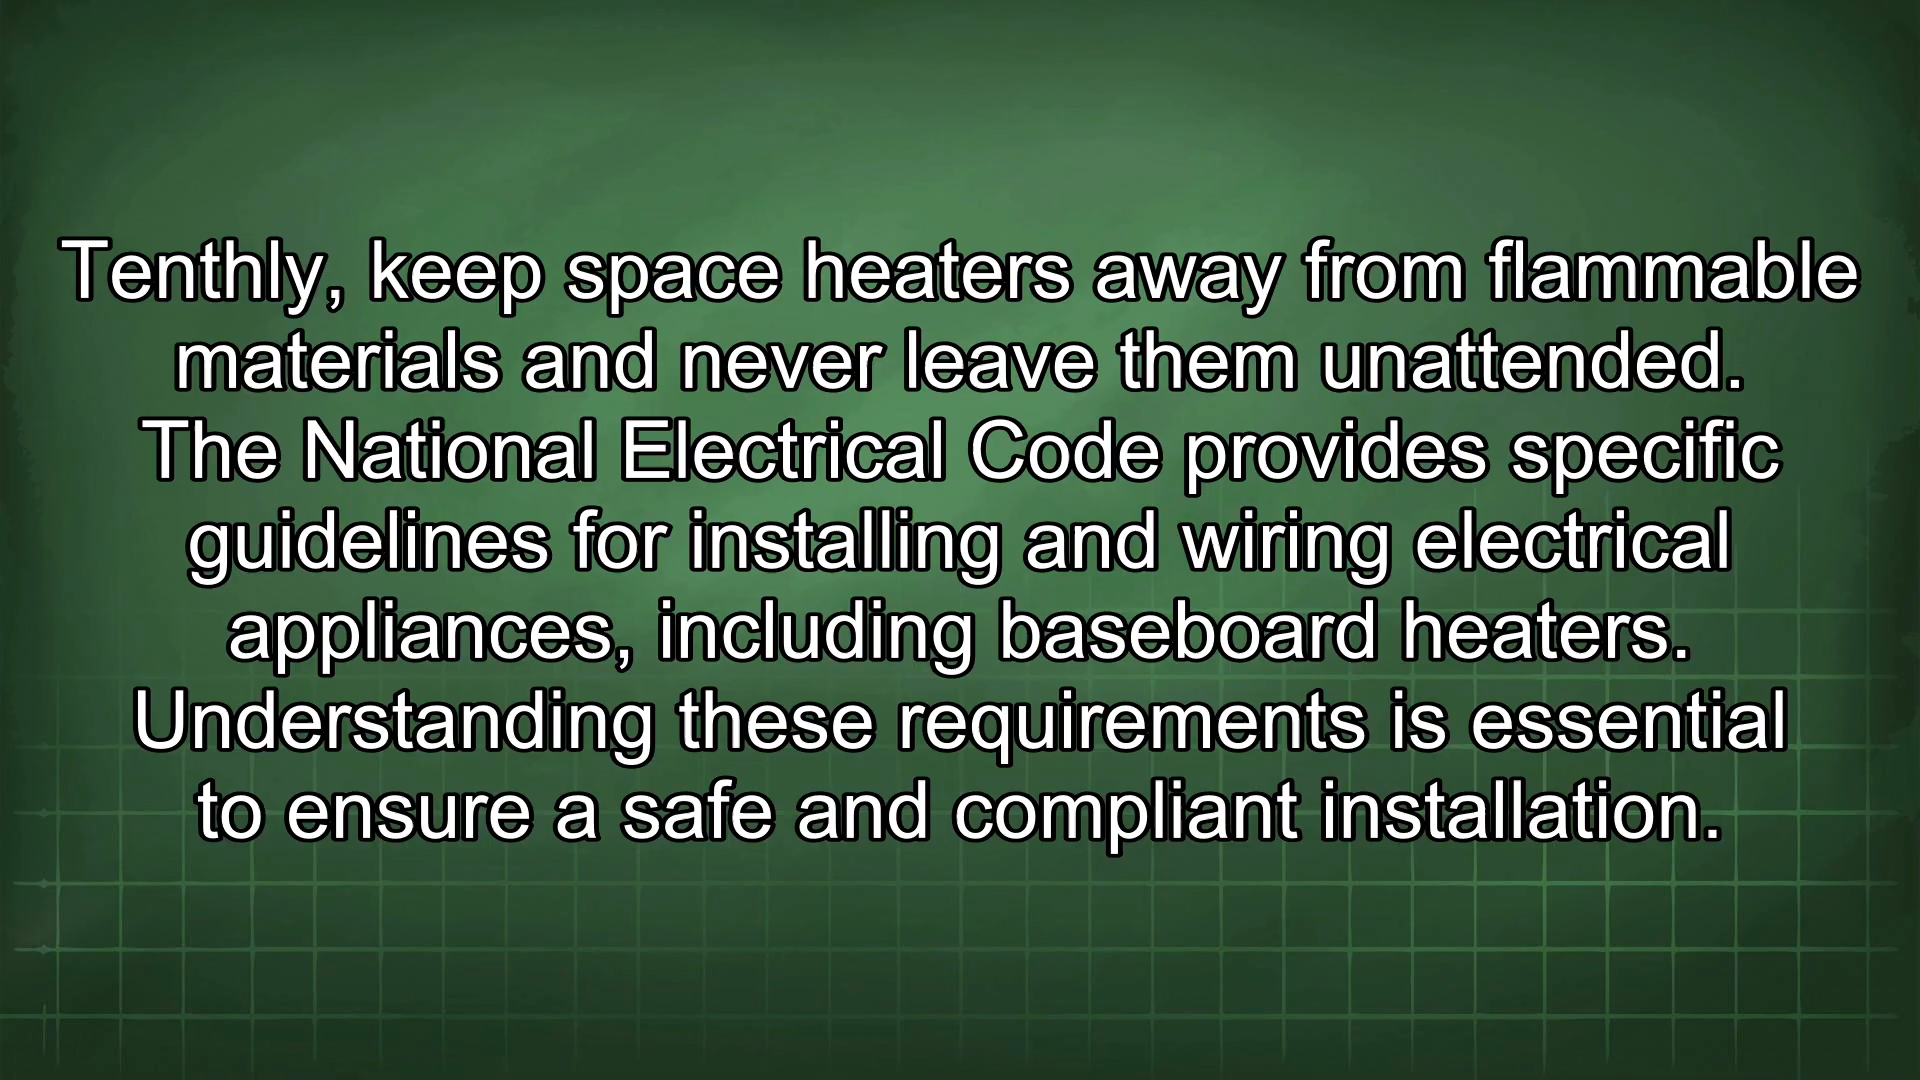 Tenthly, keep space heaters away from flammable
materials and never leave them unattended.
The National Electrical Code provides specific
guidelines for installing and wiring electrical
appliances, including baseboard heaters.
Understanding these requirements is essential
to ensure a safe and compliant installation.